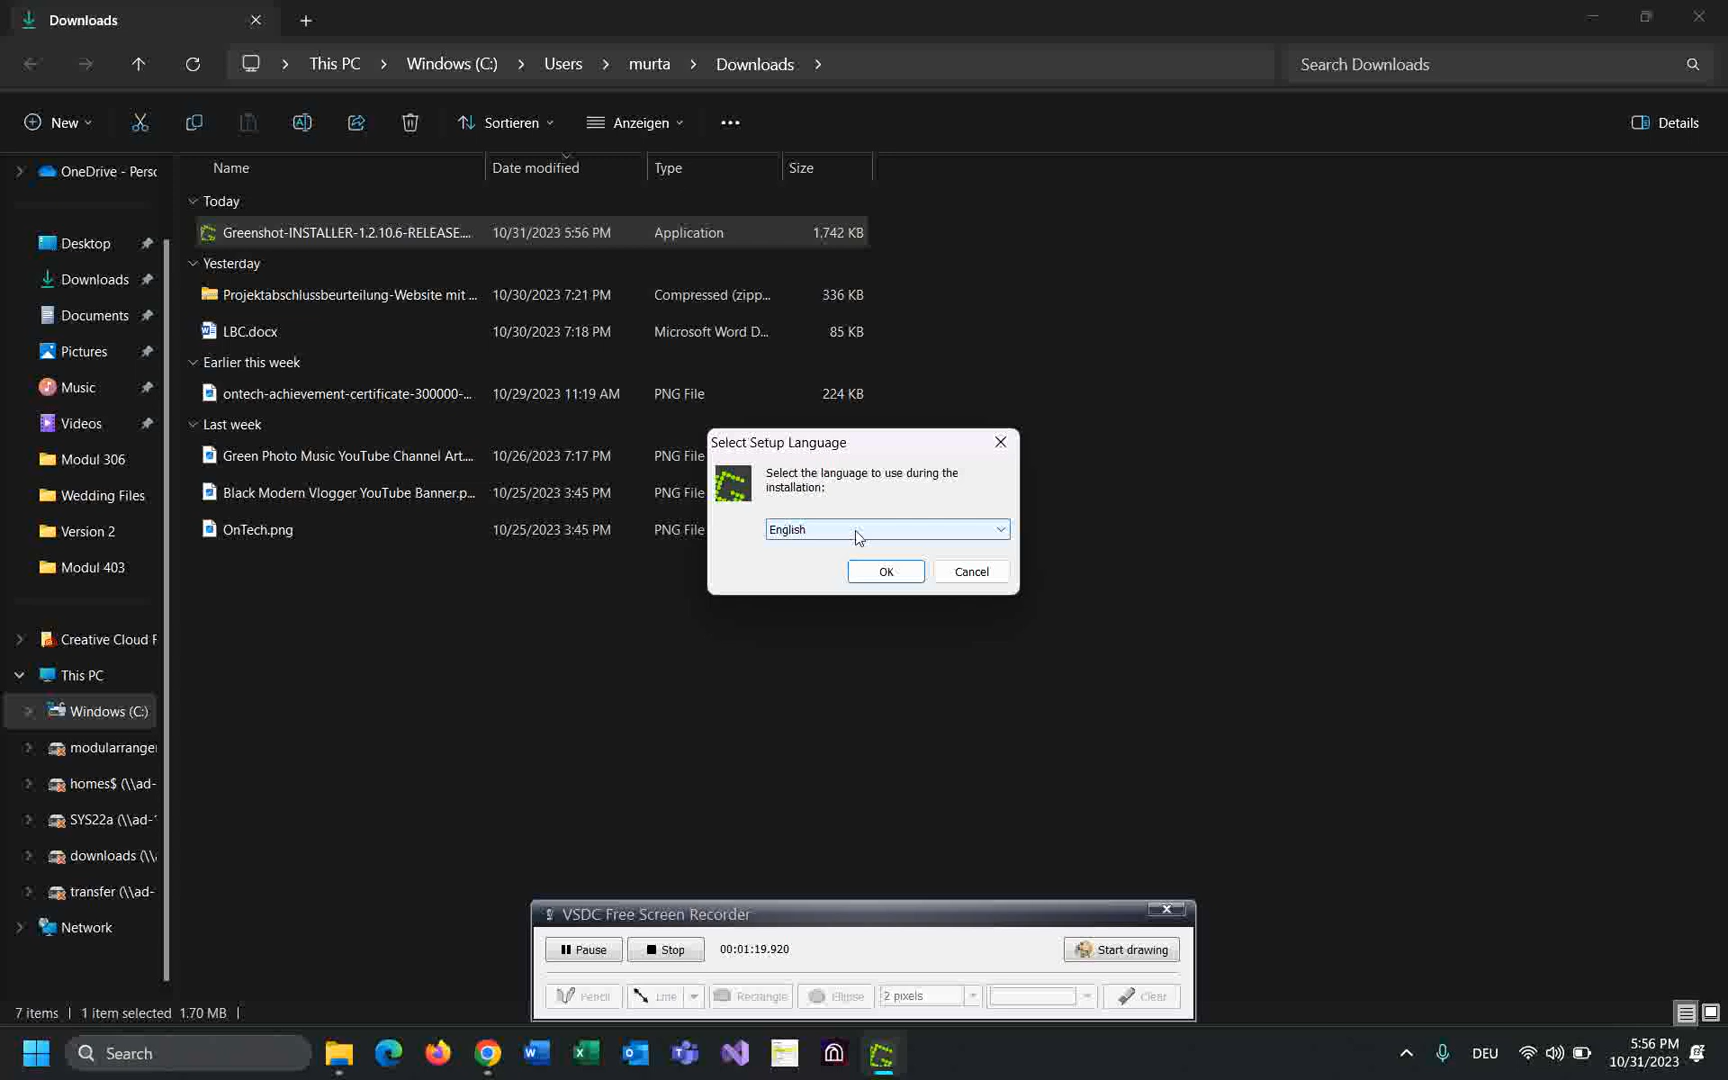 Downloads
This PC
Windows (C:)
Users
murta
Downloads
Search Downloads
New
Sortieren
Anzeigen
Details
Name
Date modified
Type
Size
OneDrive - Perso
Today
Greenshot-INSTALLER-1.2.10.6-RELEASE.... 10/31/2023 5:56 PM Application 1.742 KB
Yesterday
Projektabschlussbeurteilung-Website mit ... 10/30/2023 7:21 PM Compressed (zipp... 336 KB
LBC.docx 10/30/2023 7:18 PM Microsoft Word D... 85 KB
Earlier this week
ontech-achievement-certificate-300000-... 10/29/2023 11:19 AM PNG File 224 KB
Last week
Green Photo Music YouTube Channel Art.... 10/26/2023 7:17 PM PNG File
Black Modern Vlogger YouTube Banner.p... 10/25/2023 3:45 PM PNG File
OnTech.png 10/25/2023 3:45 PM PNG File
Desktop
Downloads
Documents
Pictures
Music
Videos
Modul 306
Wedding Files
Version 2
Modul 403
Creative Cloud F
This PC
Windows (C:)
modularranger
homes$ (\\ad-
SYS22a (\\ad-
downloads (\\
transfer (\\ad-
Network
Select Setup Language
Select the language to use during the
installation:
English
OK
Cancel
VSDC Free Screen Recorder
Pause
Stop
00:01:19.920
Start drawing
Pencil
Line
Rectangle
Ellipse
2 pixels
Clear
7 items
1 item selected 1.70 MB
Search
DEU
5:56 PM
10/31/2023